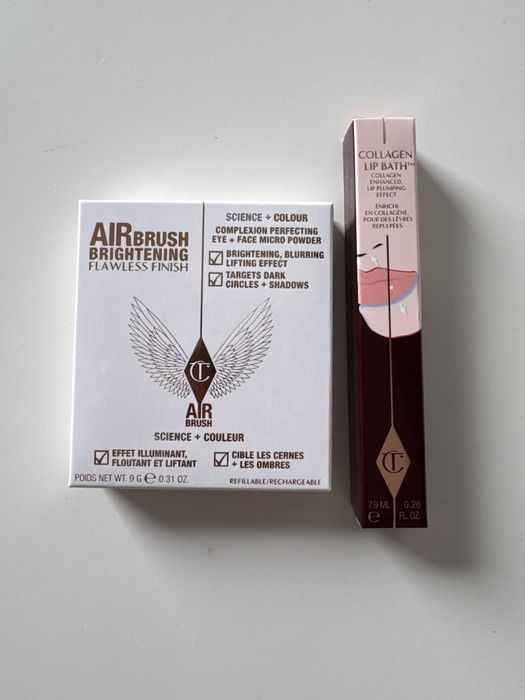 AIRBRUSH
BRIGHTENING
FLAWLESS FINISH
SCIENCE + COLOUR
COMPLEXION PERFECTING
EYE + FACE MICRO POWDER
BRIGHTENING, BLURRING
LIFTING EFFECT
TARGETS DARK
CIRCLES + SHADOWS
CT
AIR
BRUSH
SCIENCE + COULEUR
EFFET ILLUMINANT,
FLOUTANT ET LIFTANT
CIBLE LES CERNES
+ LES OMBRES
POIDS NET WT. 9 G ℮ 0.31 OZ.
REFILLABLE/RECHARGEABLE
COLLAGEN
LIP BATH™
COLLAGEN
ENHANCED,
LIP PLUMPING
EFFECT
ENRICHI
EN COLLAGÈNE,
POUR DES LÈVRES
REPULPÉES
CT
7.9 ML 0.26
℮ FL. OZ.